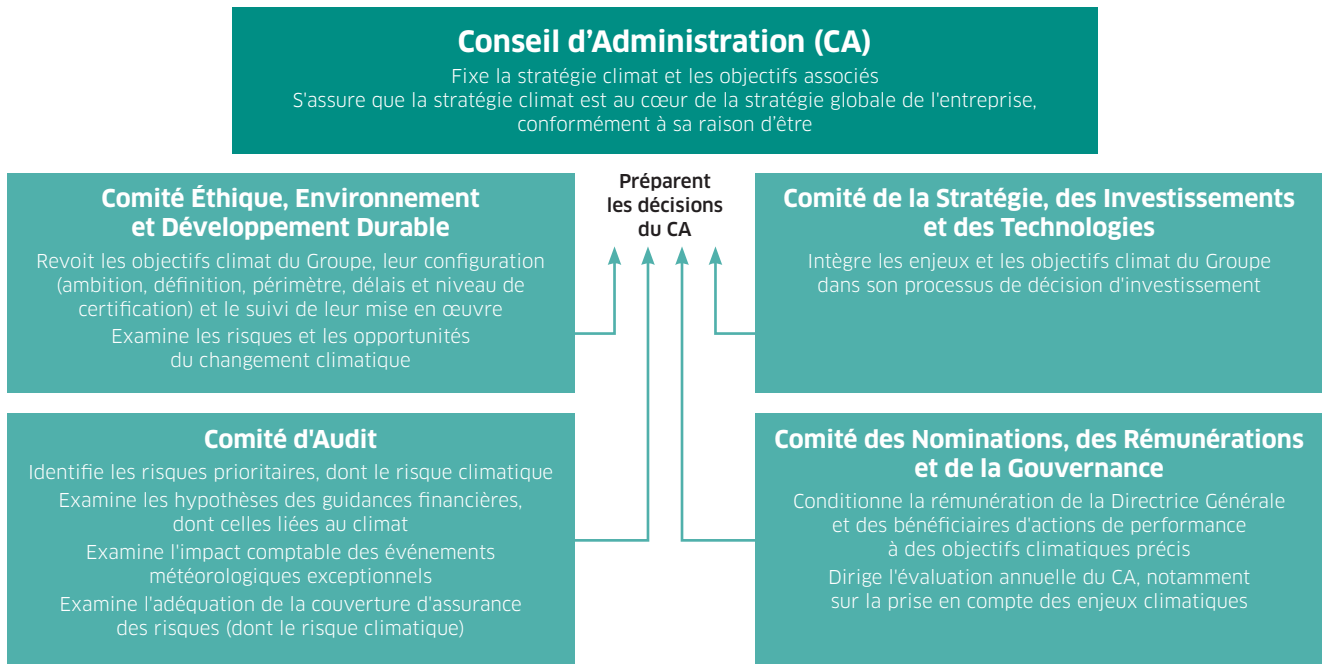 Conseil d’Administration (CA)
Fixe la stratégie climat et les objectifs associés
S'assure que la stratégie climat est au cœur de la stratégie globale de l'entreprise,
conformément à sa raison d’être
Comité Éthique, Environnement
et Développement Durable
Revoit les objectifs climat du Groupe, leur configuration
(ambition, définition, périmètre, délais et niveau de
certification) et le suivi de leur mise en œuvre
Examine les risques et les opportunités
du changement climatique
Préparent
les décisions
du CA
Comité de la Stratégie, des Investissements
et des Technologies
Intègre les enjeux et les objectifs climat du Groupe
dans son processus de décision d'investissement
Comité d'Audit
Identifie les risques prioritaires, dont le risque climatique
Examine les hypothèses des guidances financières,
dont celles liées au climat
Examine l'impact comptable des événements
météorologiques exceptionnels
Examine l'adéquation de la couverture d'assurance
des risques (dont le risque climatique)
Comité des Nominations, des Rémunérations
et de la Gouvernance
Conditionne la rémunération de la Directrice Générale
et des bénéficiaires d'actions de performance
à des objectifs climatiques précis
Dirige l'évaluation annuelle du CA, notamment
sur la prise en compte des enjeux climatiques